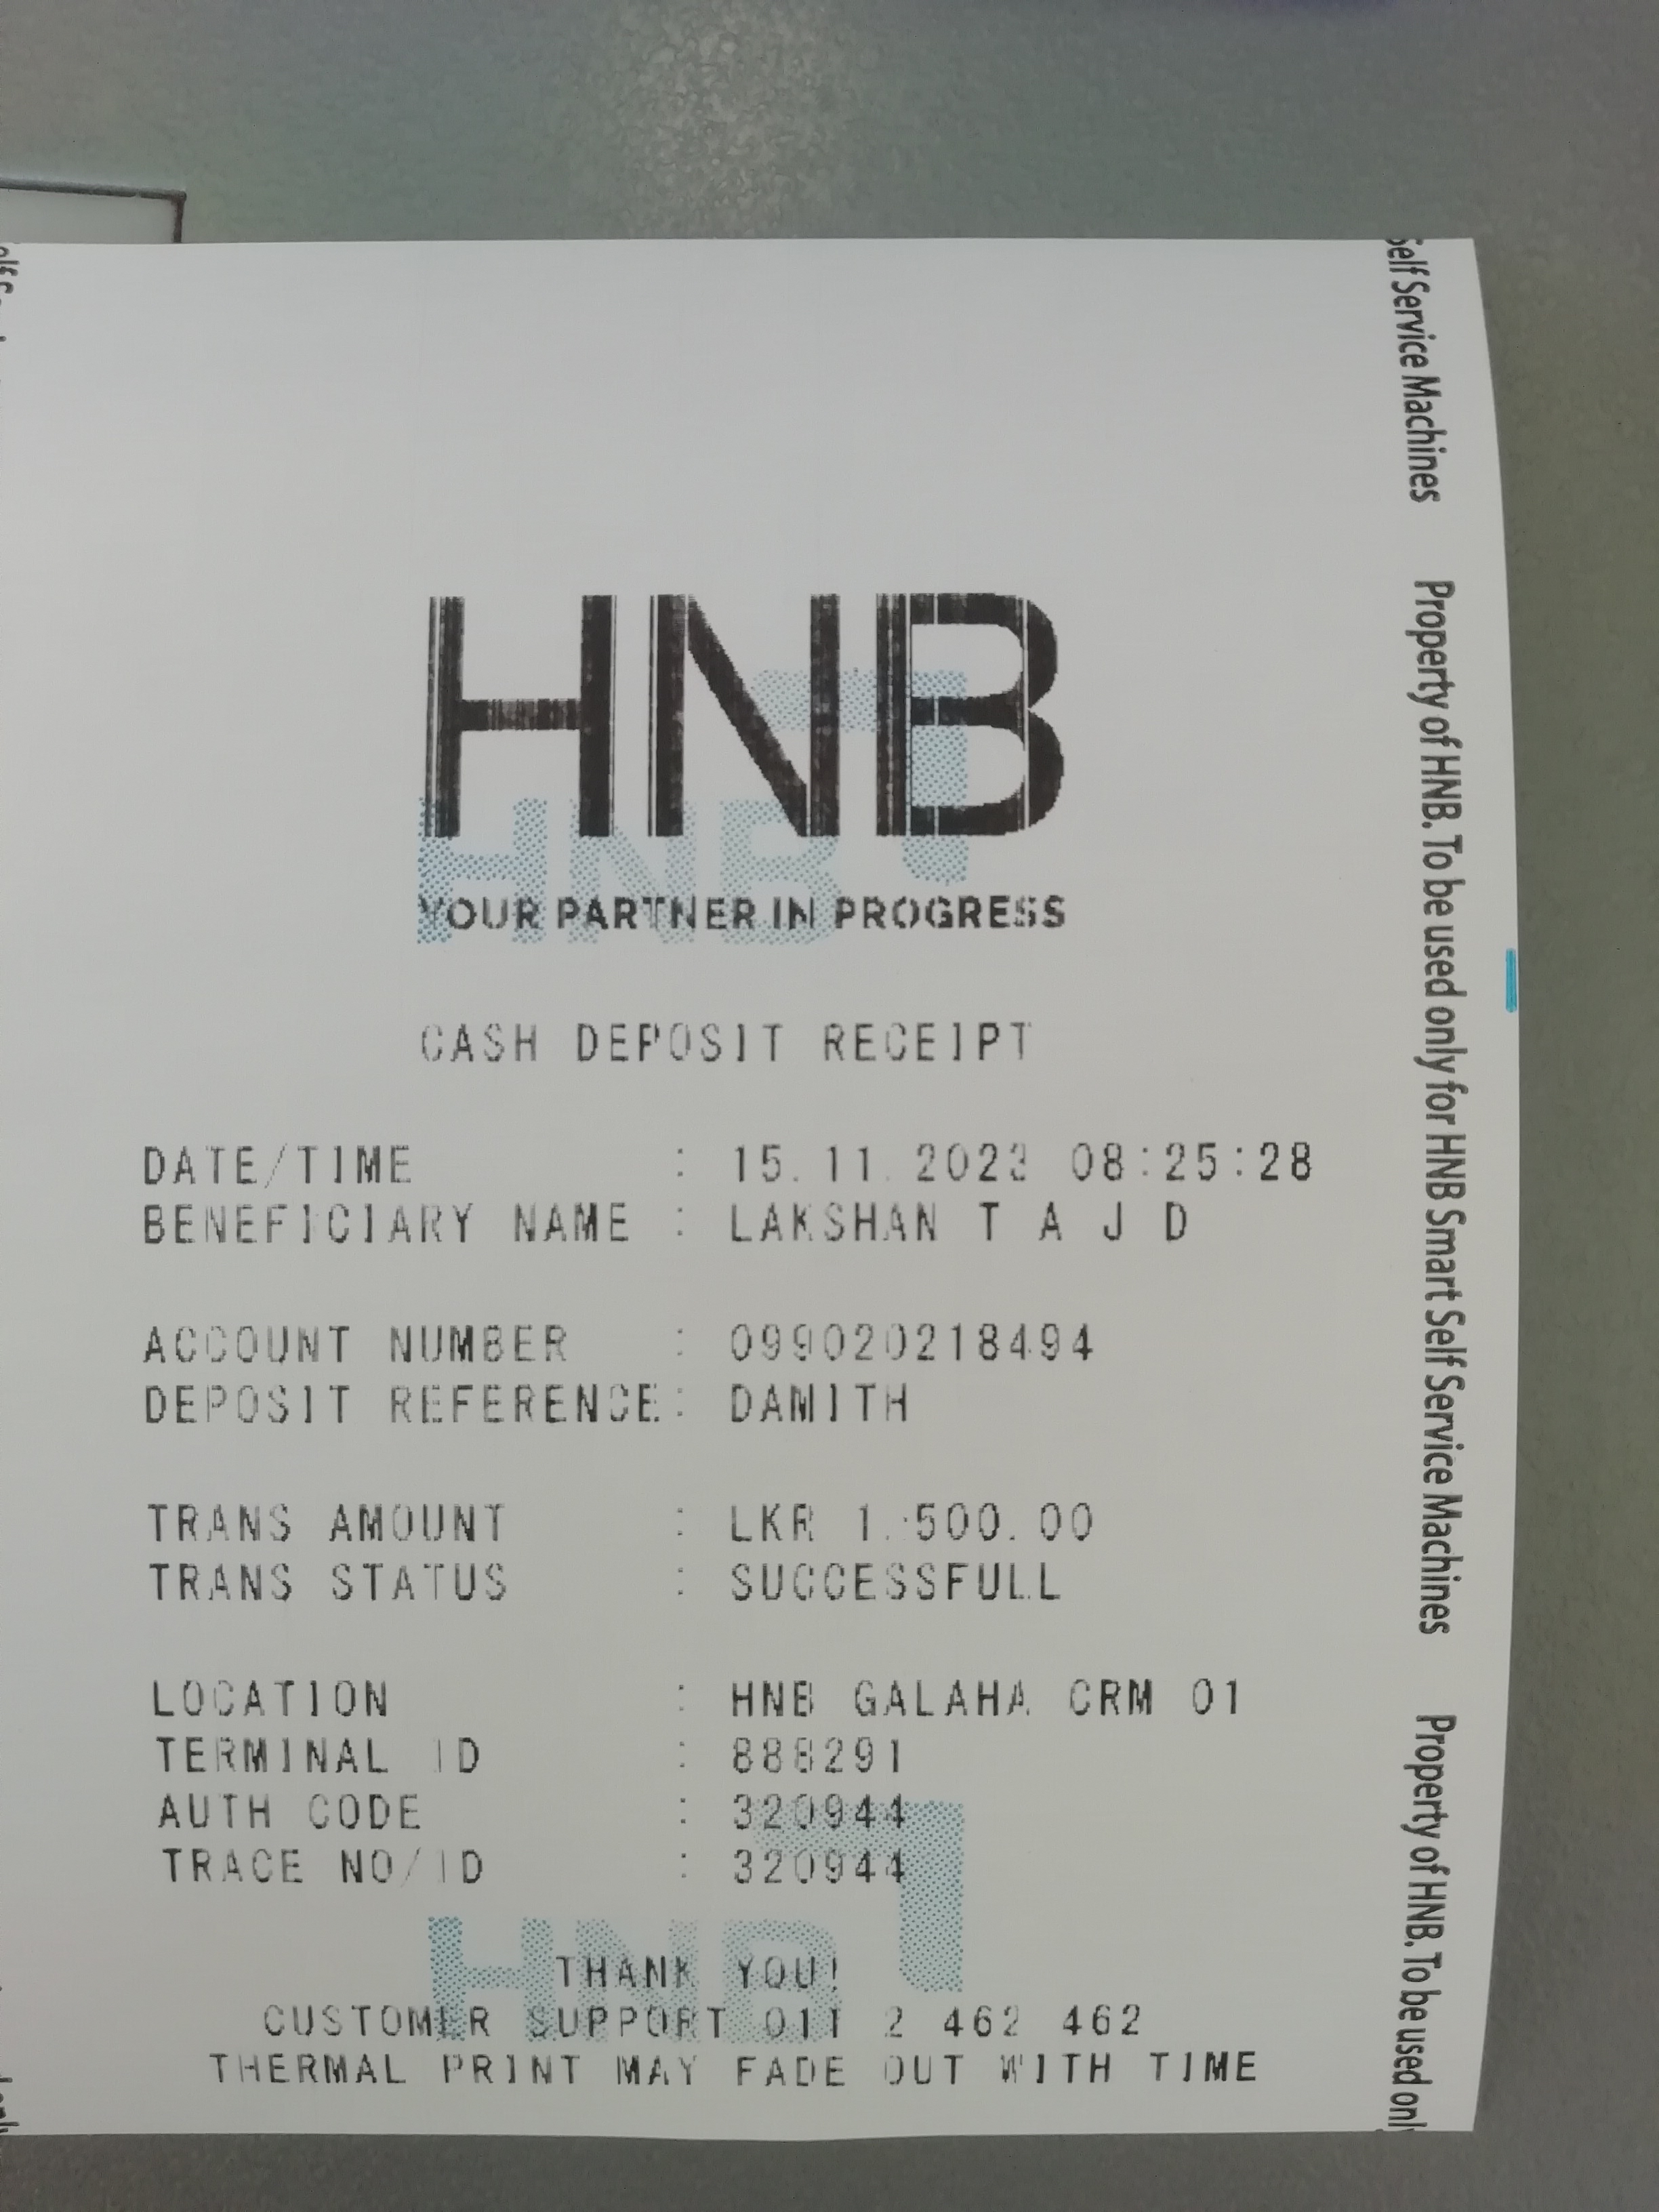 HNB
YOUR PARTNER IN PROGRESS
CASH DEPOSIT RECEIPT
DATE/TIME : 15.11.2023 08:25:28
BENEFICIARY NAME : LAKSHAN T A J D
ACCOUNT NUMBER : 099020218494
DEPOSIT REFERENCE: DAMITH
TRANS AMOUNT : LKR 1,500.00
TRANS STATUS : SUCCESSFULL
LOCATION : HNB GALAHA CRM 01
TERMINAL ID : 888291
AUTH CODE : 320944
TRACE NO/ID : 320944
THANK YOU!
CUSTOMER SUPPORT 011 2 462 462
THERMAL PRINT MAY FADE OUT WITH TIME
HNB
HNB
Self Service Machines Property of HNB. To be used only for HNB Smart Self Service Machines Property of HNB. To be used only